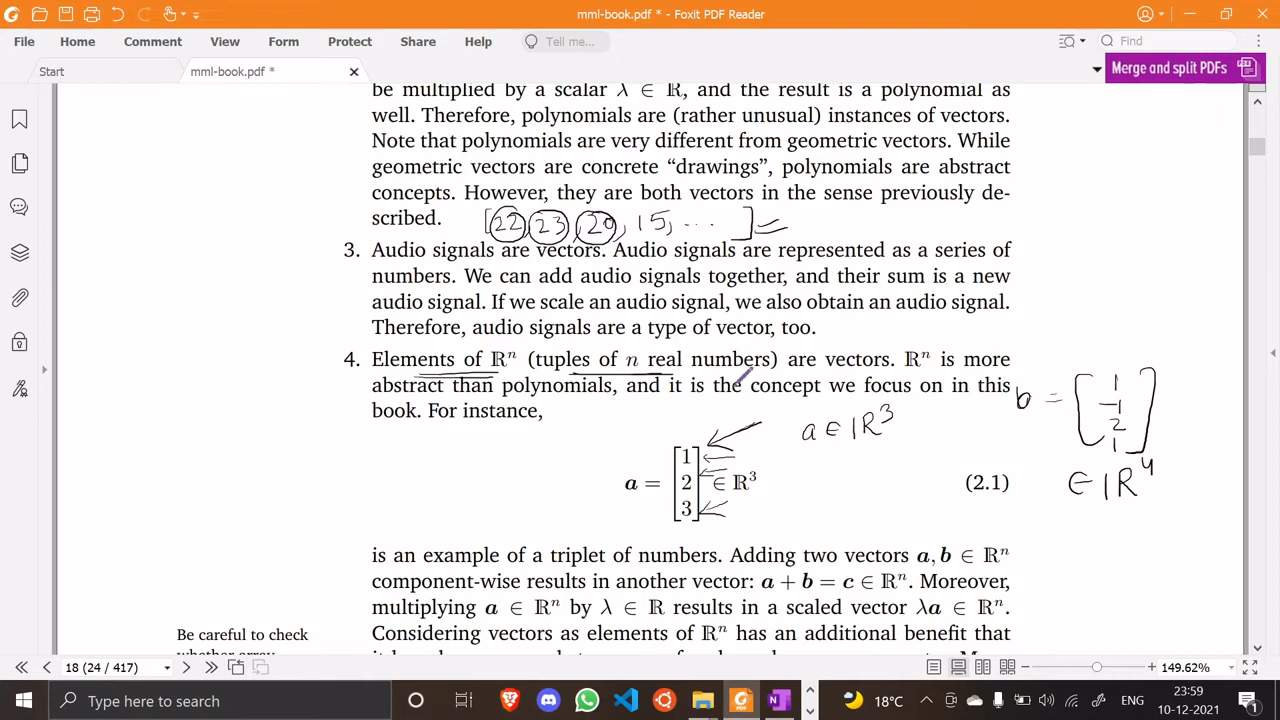 mml-book.pdf * - Foxit PDF Reader
File Home Comment View Form Protect Share Help Tell me... Find
Start mml-book.pdf * Merge and split PDFs
be multiplied by a scalar λ ∈ ℝ, and the result is a polynomial as
well. Therefore, polynomials are (rather unusual) instances of vectors.
Note that polynomials are very different from geometric vectors. While
geometric vectors are concrete “drawings”, polynomials are abstract
concepts. However, they are both vectors in the sense previously de-
scribed. [22, 23, 20, 15, ... ]
3. Audio signals are vectors. Audio signals are represented as a series of
numbers. We can add audio signals together, and their sum is a new
audio signal. If we scale an audio signal, we also obtain an audio signal.
Therefore, audio signals are a type of vector, too.
4. Elements of ℝⁿ (tuples of n real numbers) are vectors. ℝⁿ is more
abstract than polynomials, and it is the concept we focus on in this
book. For instance,
a ∈ ℝ³
b = [1 -1 2 1]
∈ ℝ⁴
a = [1 2 3] ∈ ℝ³ (2.1)
is an example of a triplet of numbers. Adding two vectors a, b ∈ ℝⁿ
component-wise results in another vector: a + b = c ∈ ℝⁿ. Moreover,
multiplying a ∈ ℝⁿ by λ ∈ ℝ results in a scaled vector λa ∈ ℝⁿ.
Considering vectors as elements of ℝⁿ has an additional benefit that
Be careful to check
18 (24 / 417) 149.62%
Type here to search 18°C ENG 23:59
10-12-2021